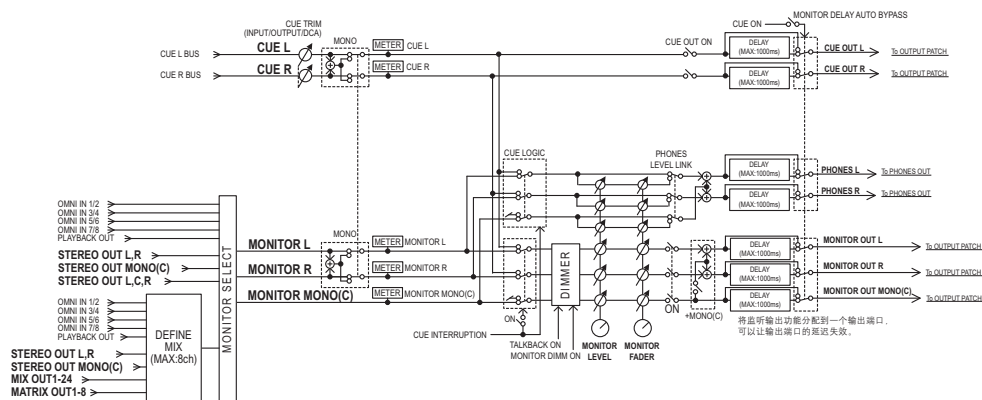 CUE TRIM
(INPUT/OUTPUT/DCA)
CUE L BUS
CUE L
CUE R BUS
CUE R
MONO
METER
CUE L
METER
CUE R
CUE ON
MONITOR DELAY AUTO BYPASS
CUE OUT ON
DELAY
(MAX:1000ms)
CUE OUT L
To OUTPUT PATCH
DELAY
(MAX:1000ms)
CUE OUT R
To OUTPUT PATCH
CUE LOGIC
PHONES
LEVEL LINK
DELAY
(MAX:1000ms)
PHONES L
To PHONES OUT
DELAY
(MAX:1000ms)
PHONES R
To PHONES OUT
OMNI IN 1/2
OMNI IN 3/4
OMNI IN 5/6
OMNI IN 7/8
PLAYBACK OUT
STEREO OUT L,R
STEREO OUT MONO(C)
STEREO OUT L,C,R
OMNI IN 1/2
OMNI IN 3/4
OMNI IN 5/6
OMNI IN 7/8
STEREO OUT L,R
STEREO OUT MONO(C)
MIX OUT1-24
MATRIX OUT1-8
DEFINE
MIX
(MAX:8ch)
MONITOR SELECT
MONITOR L
MONITOR R
MONITOR MONO(C)
MONO
METER
MONITOR L
METER
MONITOR R
METER
MONITOR MONO(C)
ON
CUE INTERRUPTION
DIMMER
TALKBACK ON
MONITOR DIMM ON
MONITOR
LEVEL
MONITOR
FADER
ON
+MONO(C)
DELAY
(MAX:1000ms)
MONITOR OUT L
To OUTPUT PATCH
DELAY
(MAX:1000ms)
MONITOR OUT R
To OUTPUT PATCH
DELAY
(MAX:1000ms)
MONITOR OUT MONO(C)
To OUTPUT PATCH
将监听输出功能分配到一个输出端口,
可以让输出端口的延迟失效。